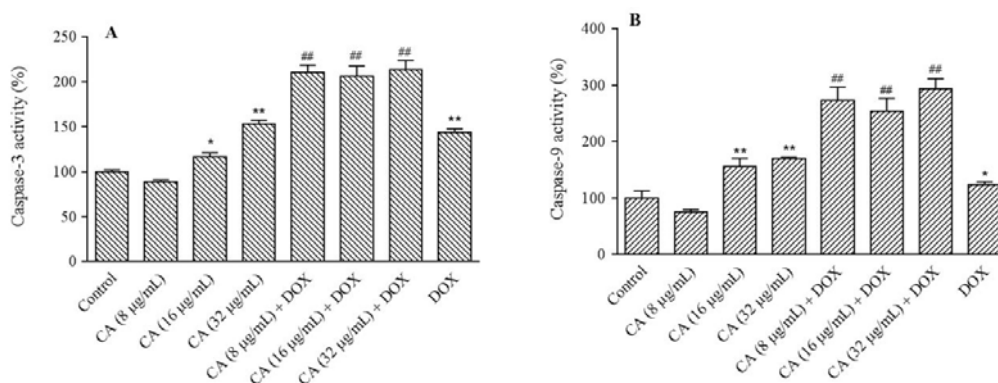 A
Caspase-3 activity (%)
250
200
150
100
50
0
*
**
##
##
##
**
Control
CA (8 µg/mL)
CA (16 µg/mL)
CA (32 µg/mL)
CA (8 µg/mL) + DOX
CA (16 µg/mL) + DOX
CA (32 µg/mL) + DOX
DOX
B
Caspase-9 activity (%)
400
300
200
100
0
**
**
##
##
##
*
Control
CA (8 µg/mL)
CA (16 µg/mL)
CA (32 µg/mL)
CA (8 µg/mL) + DOX
CA (16 µg/mL) + DOX
CA (32 µg/mL) + DOX
DOX